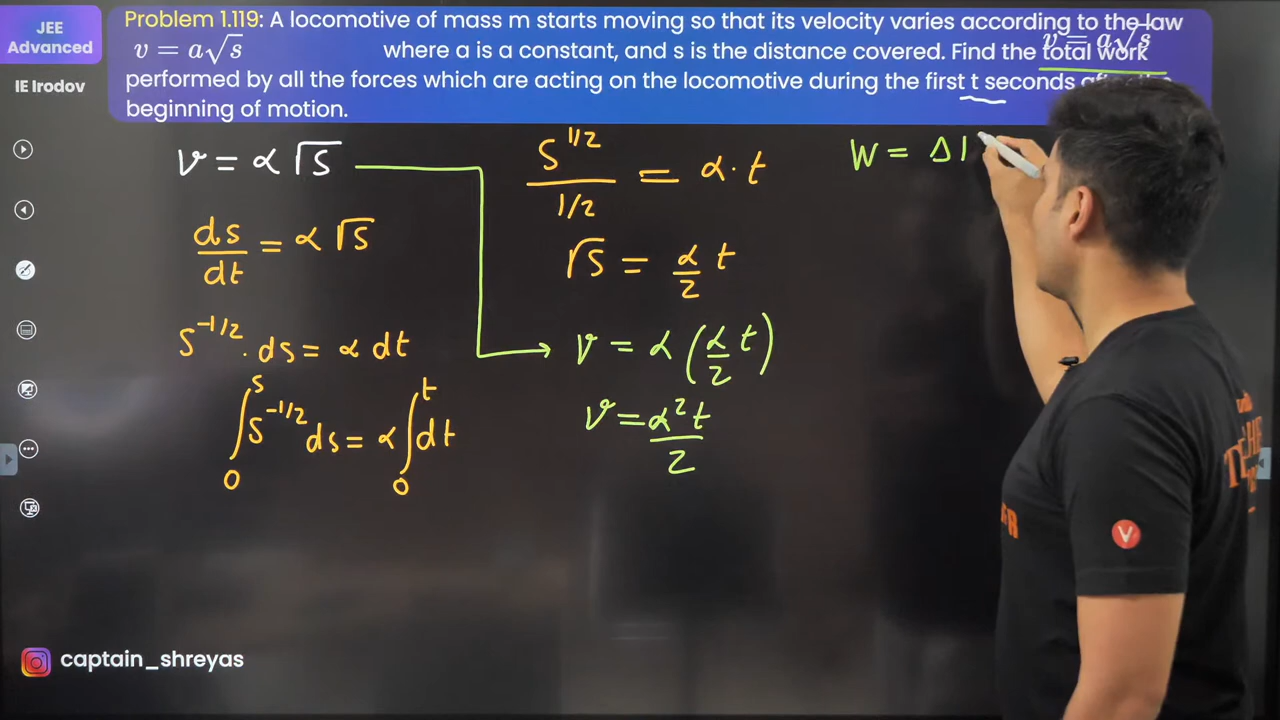 JEE
Advanced
IE Irodov
Problem 1.119: A locomotive of mass m starts moving so that its velocity varies according to the law
v = a√s where a is a constant, and s is the distance covered. Find the total work
v = a√s
performed by all the forces which are acting on the locomotive during the first t seconds after the
beginning of motion.
v = α √s
ds/dt = α √s
s^{-1/2} · ds = α dt
∫_0^s s^{-1/2} ds = α ∫_0^t dt
s^{1/2} / (1/2) = α · t
√s = α/2 t
v = α (α/2 t)
v = α² t / 2
W = Δ
captain_shreyas
V